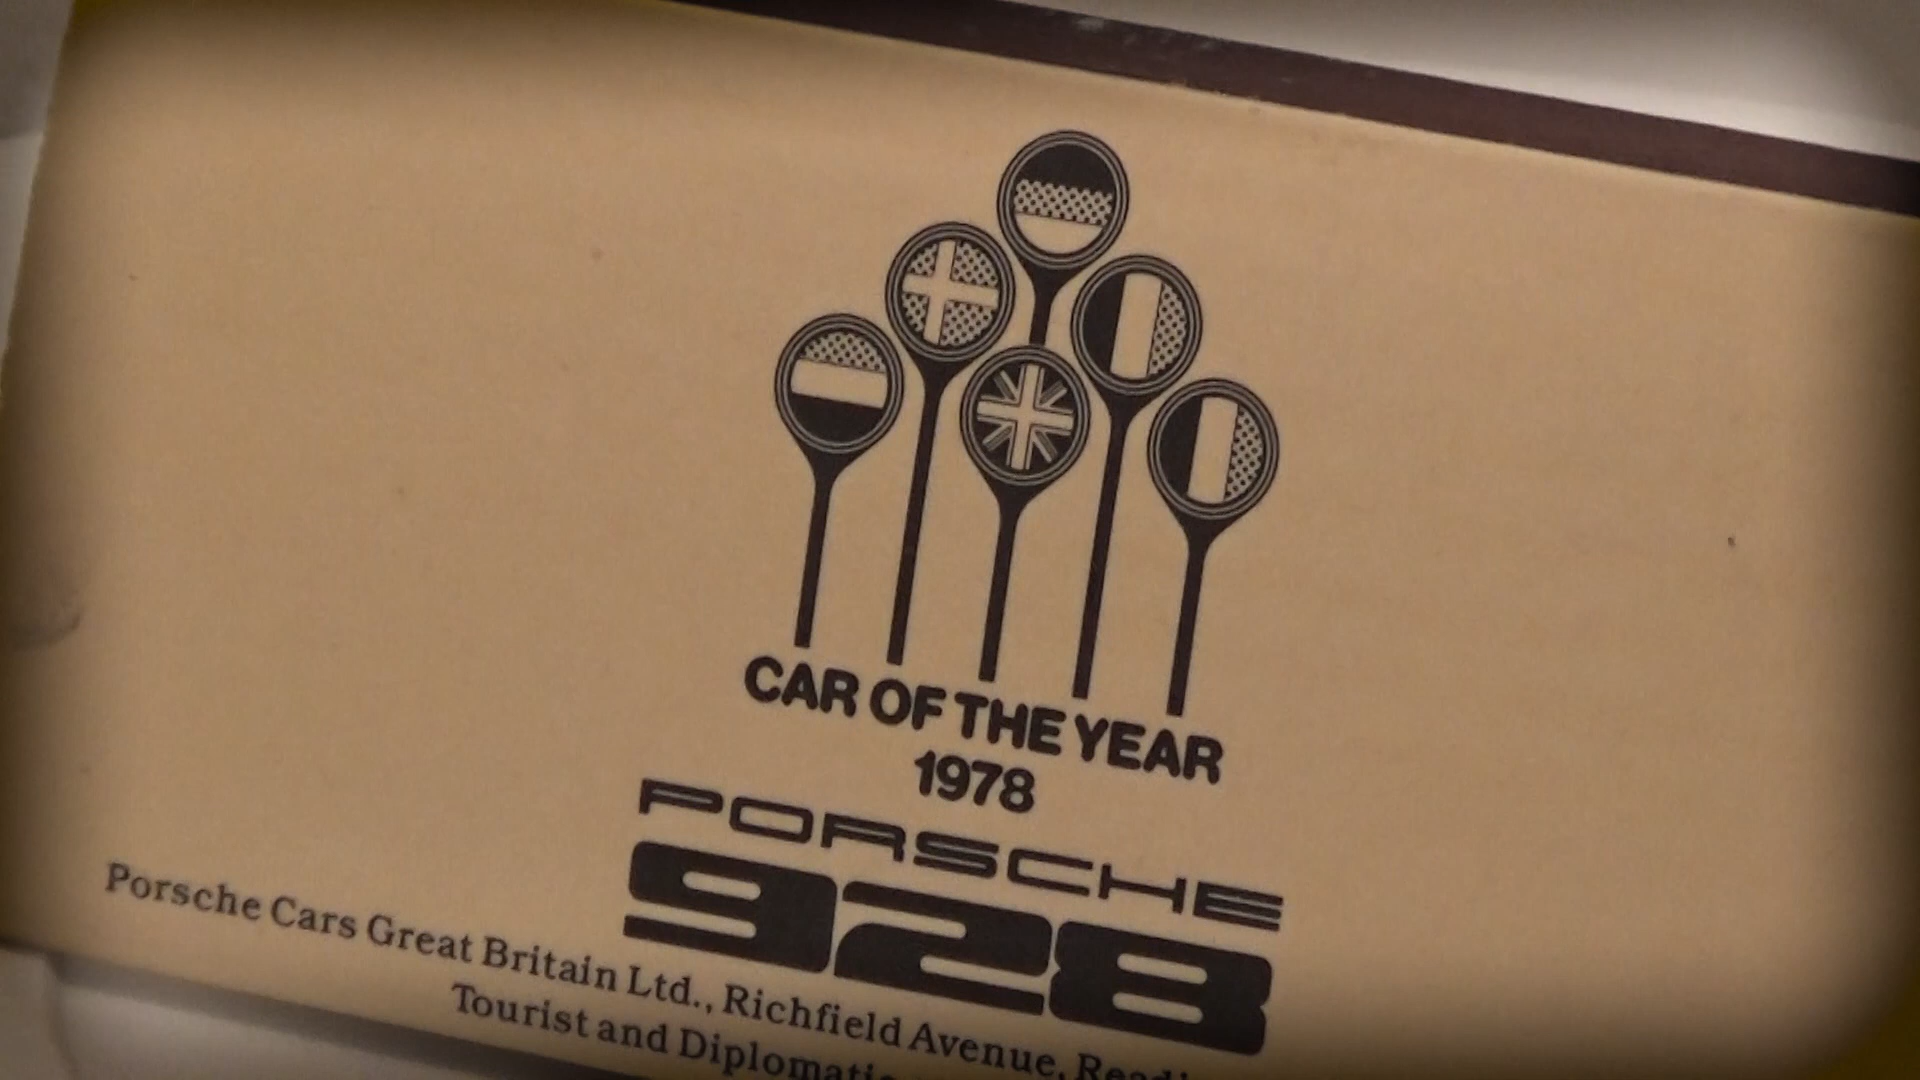 CAR OF THE YEAR
1978
PORSCHE
928
Porsche Cars Great Britain Ltd., Richfield Avenue,
Tourist and